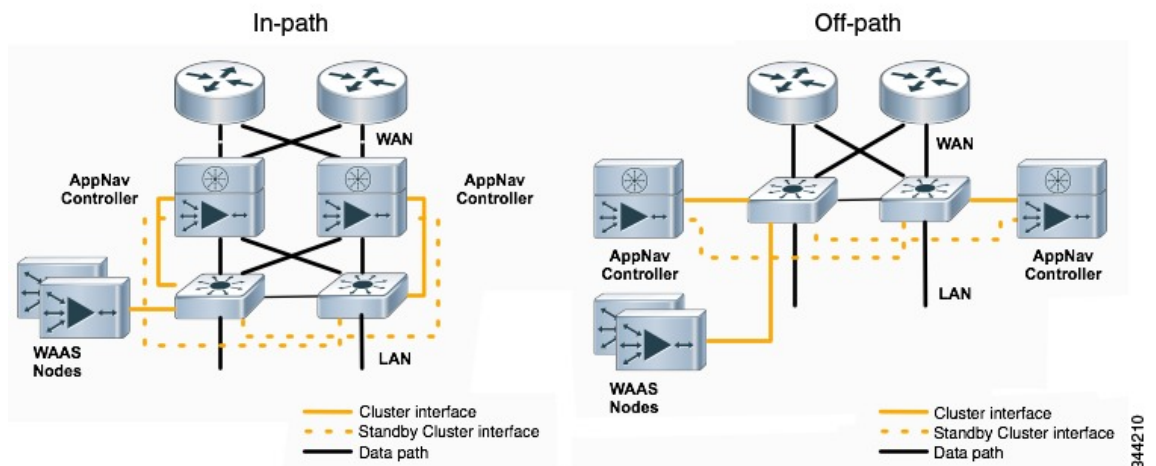 In-path
WAN
AppNav
Controller
AppNav
Controller
WAAS
Nodes
LAN
Cluster interface
Standby Cluster interface
Data path
Off-path
WAN
AppNav
Controller
AppNav
Controller
LAN
WAAS
Nodes
Cluster interface
Standby Cluster interface
Data path
344210